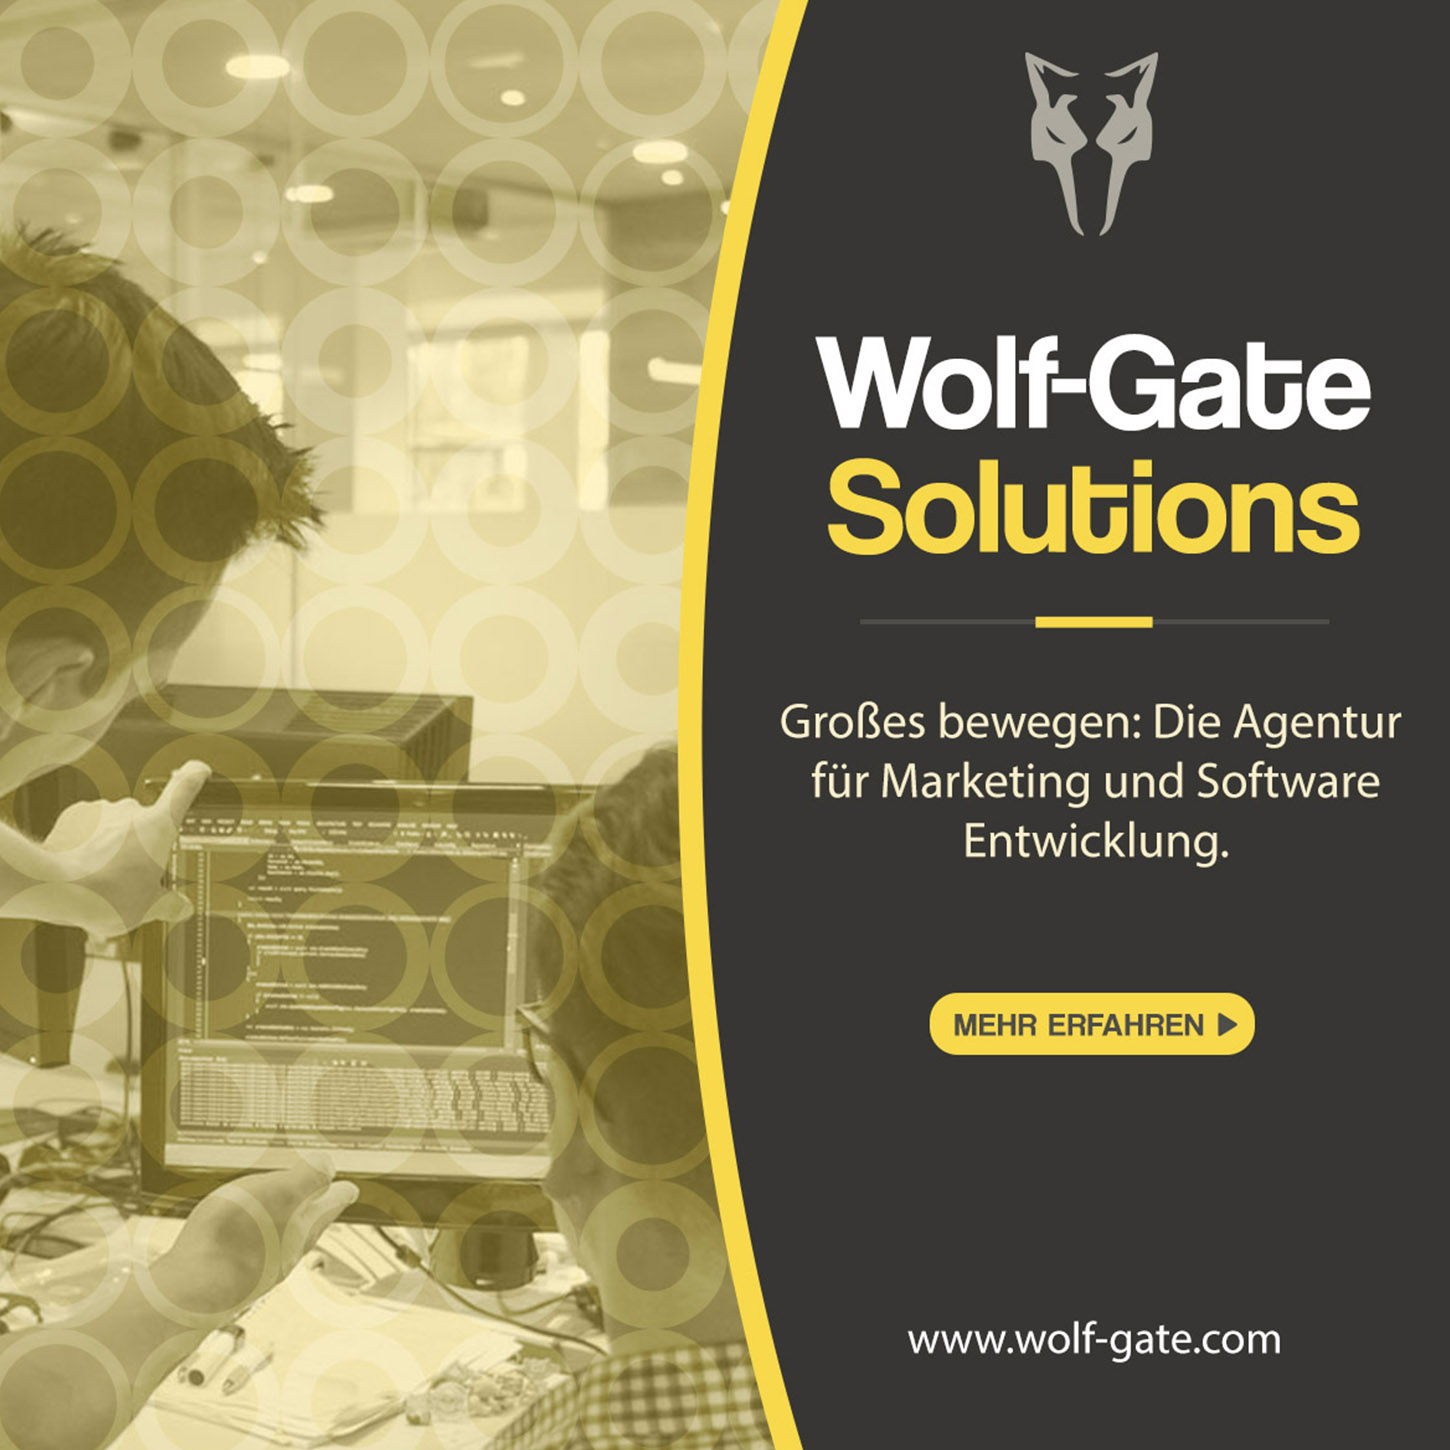 Wolf-Gate
Solutions
Großes bewegen: Die Agentur
für Marketing und Software
Entwicklung.
MEHR ERFAHREN
www.wolf-gate.com